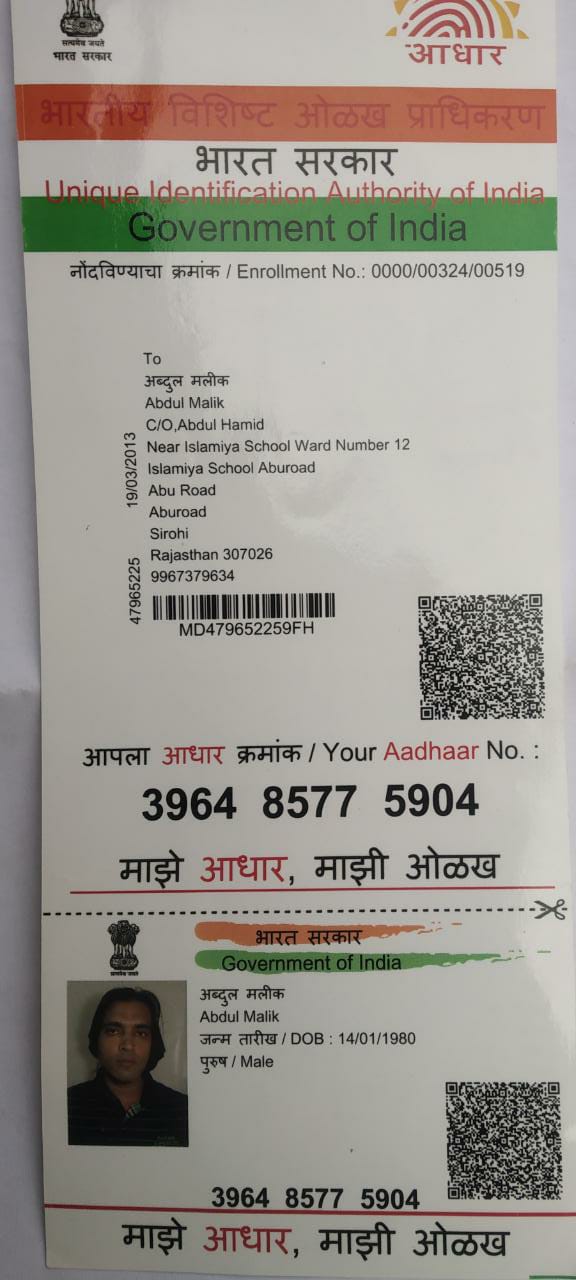 सत्यमेव जयते
भारत सरकार
आधार
भारतीय विशिष्ट ओळख प्राधिकरण
भारत सरकार
Unique Identification Authority of India
Government of India
नोंदविण्याचा क्रमांक / Enrollment No.: 0000/00324/00519
To
अब्दुल मलीक
Abdul Malik
C/O,Abdul Hamid
Near Islamiya School Ward Number 12
Islamiya School Aburoad
Abu Road
Aburoad
Sirohi
Rajasthan 307026
9967379634
19/03/2013
47965225
MD479652259FH
आपला आधार क्रमांक / Your Aadhaar No. :
3964 8577 5904
माझे आधार, माझी ओळख
सत्यमेव जयते
भारत सरकार
Government of India
अब्दुल मलीक
Abdul Malik
जन्म तारीख / DOB : 14/01/1980
पुरुष / Male
3964 8577 5904
माझे आधार, माझी ओळख